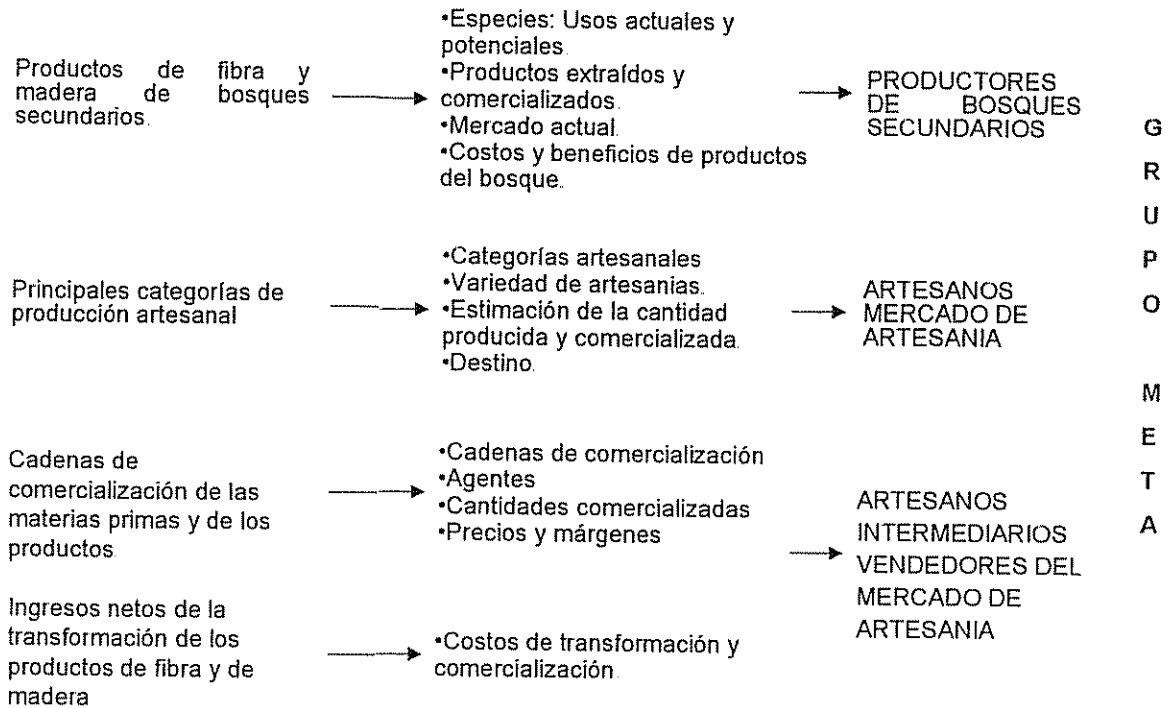 Productos de fibra y
madera de bosques
secundarios.
•Especies: Usos actuales y
potenciales.
•Productos extraídos y
comercializados.
•Mercado actual.
•Costos y beneficios de productos
del bosque.
PRODUCTORES
DE BOSQUES
SECUNDARIOS
Principales categorías de
producción artesanal
•Categorías artesanales
•Variedad de artesanias.
•Estimación de la cantidad
producida y comercializada.
•Destino.
ARTESANOS
MERCADO DE
ARTESANIA
Cadenas de
comercialización de las
materias primas y de los
productos.
•Cadenas de comercialización
•Agentes
•Cantidades comercializadas
•Precios y márgenes
ARTESANOS
INTERMEDIARIOS
VENDEDORES DEL
MERCADO DE
ARTESANIA
Ingresos netos de la
transformación de los
productos de fibra y de
madera
•Costos de transformación y
comercialización.
G
R
U
P
O
M
E
T
A